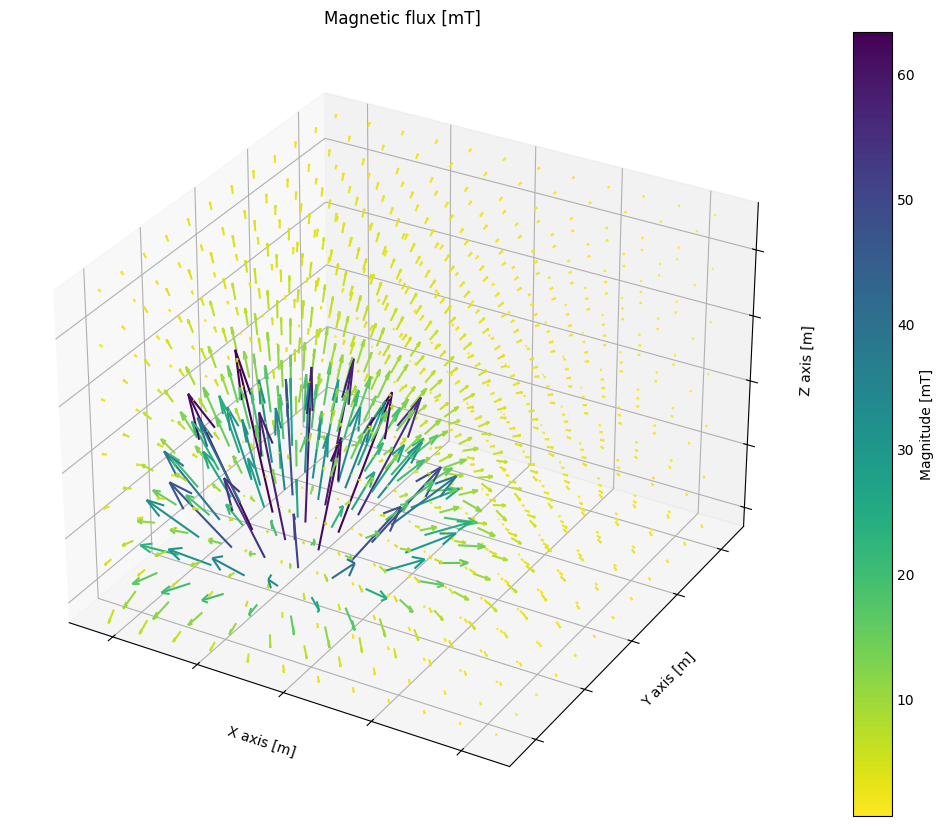 Magnetic flux [mT]
60
50
40
30
20
10
Magnitude [mT]
Z axis [m]
Y axis [m]
X axis [m]